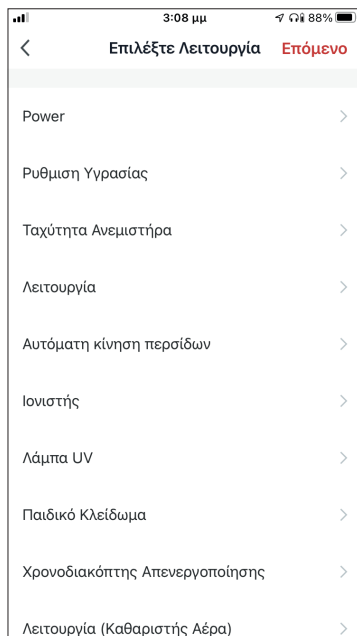 3:08 μμ 88%
Επιλέξτε Λειτουργία Επόμενο
Power
Ρυθμιση Υγρασίας
Ταχύτητα Ανεμιστήρα
Λειτουργία
Αυτόματη κίνηση περσίδων
Ιονιστής
Λάμπα UV
Παιδικό Κλείδωμα
Χρονοδιακόπτης Απενεργοποίησης
Λειτουργία (Καθαριστής Αέρα)